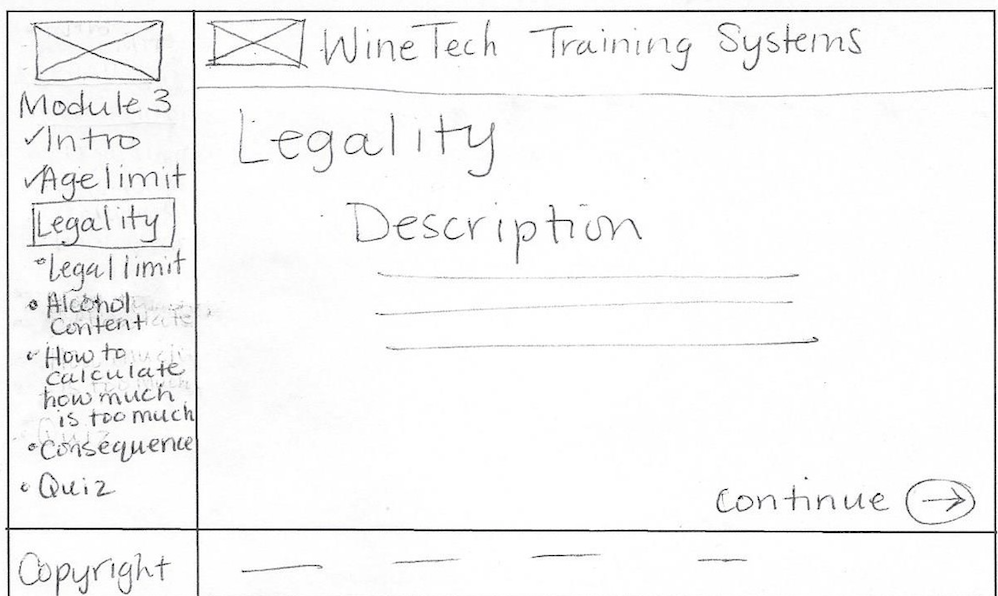 WineTech Training Systems
Module 3
✓Intro
✓Age limit
Legality
•Legal limit
• Alcohol
Content
• How to
calculate
how much
is too much
•Consequence
• Quiz
Legality
Description
continue →
Copyright